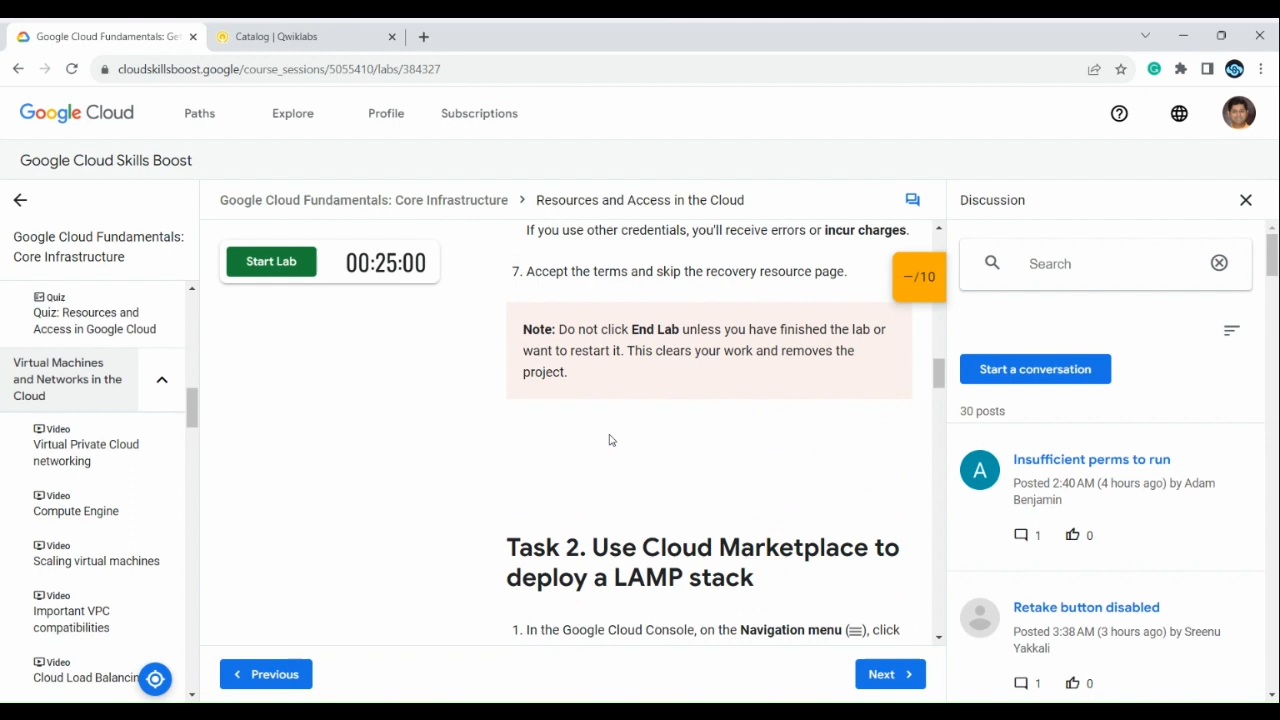 Google Cloud Fundamentals: Get
Catalog | Qwiklabs
cloudskillsboost.google/course_sessions/5055410/labs/384327
Google Cloud
Paths
Explore
Profile
Subscriptions
Google Cloud Skills Boost
Google Cloud Fundamentals:
Core Infrastructure
Quiz
Quiz: Resources and
Access in Google Cloud
Virtual Machines
and Networks in the
Cloud
Video
Virtual Private Cloud
networking
Video
Compute Engine
Video
Scaling virtual machines
Video
Important VPC
compatibilities
Video
Cloud Load Balancin
Google Cloud Fundamentals: Core Infrastructure > Resources and Access in the Cloud
Start Lab
00:25:00
If you use other credentials, you'll receive errors or incur charges.
7. Accept the terms and skip the recovery resource page.
–/10
Note: Do not click End Lab unless you have finished the lab or
want to restart it. This clears your work and removes the
project.
Task 2. Use Cloud Marketplace to
deploy a LAMP stack
1. In the Google Cloud Console, on the Navigation menu (≡), click
Previous
Next
Discussion
Search
Start a conversation
30 posts
A
Insufficient perms to run
Posted 2:40 AM (4 hours ago) by Adam
Benjamin
1
0
Retake button disabled
Posted 3:38 AM (3 hours ago) by Sreenu
Yakkali
1
0